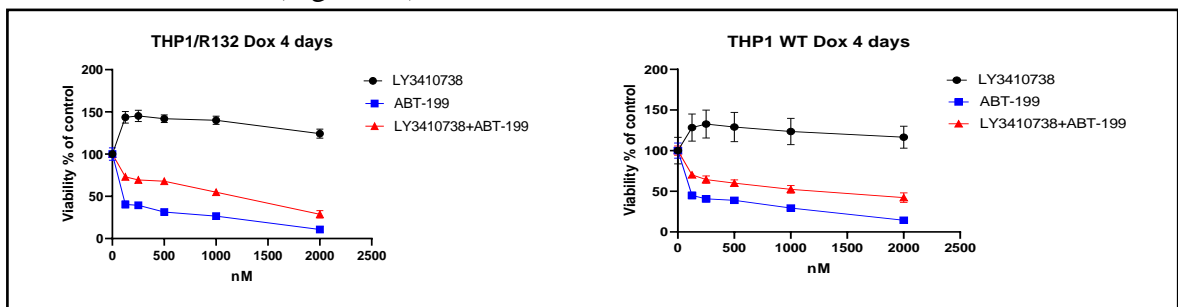 THP1/R132 Dox 4 days
Viability % of control
200
150
100
50
0
0 500 1000 1500 2000 2500
nM
LY3410738
ABT-199
LY3410738+ABT-199
THP1 WT Dox 4 days
Viability % of control
200
150
100
50
0
0 500 1000 1500 2000 2500
nM
LY3410738
ABT-199
LY3410738+ABT-199